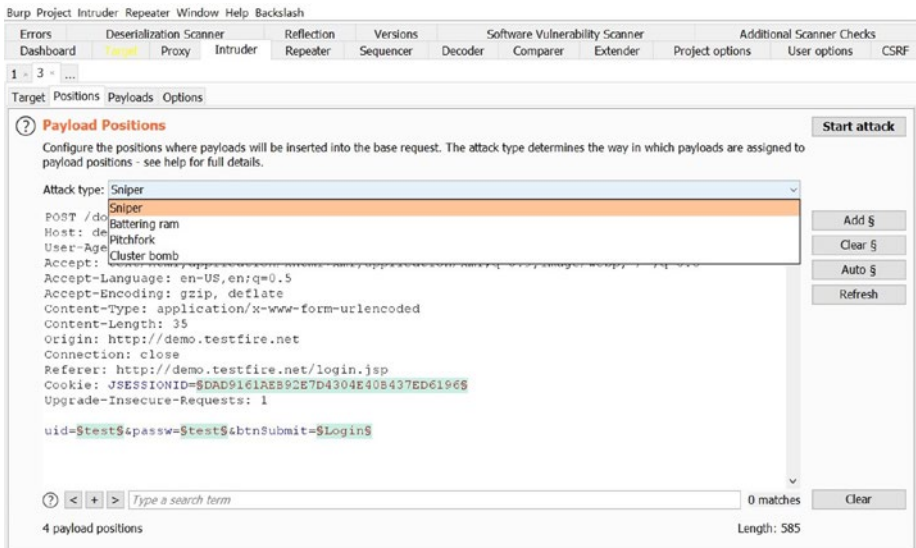 Burp Project Intruder Repeater Window Help Backslash
Errors Deserialization Scanner Reflection Versions Software Vulnerability Scanner Additional Scanner Checks
Dashboard Target Proxy Intruder Repeater Sequencer Decoder Comparer Extender Project options User options CSRF
1 × 3 × ...
Target Positions Payloads Options
? Payload Positions Start attack
Configure the positions where payloads will be inserted into the base request. The attack type determines the way in which payloads are assigned to
payload positions - see help for full details.
Attack type: Sniper
Sniper
Battering ram
Pitchfork
Cluster bomb
POST /do
Host: de
User-Age
Accept:
Accept-Language: en-US,en;q=0.5
Accept-Encoding: gzip, deflate
Content-Type: application/x-www-form-urlencoded
Content-Length: 35
Origin: http://demo.testfire.net
Connection: close
Referer: http://demo.testfire.net/login.jsp
Cookie: JSESSIONID=§DAD9161AEB92E7D4304E40B437ED6196§
Upgrade-Insecure-Requests: 1
uid=§test§&passw=§test§&btnSubmit=§Login§
Add §
Clear §
Auto §
Refresh
? < + > Type a search term 0 matches Clear
4 payload positions Length: 585